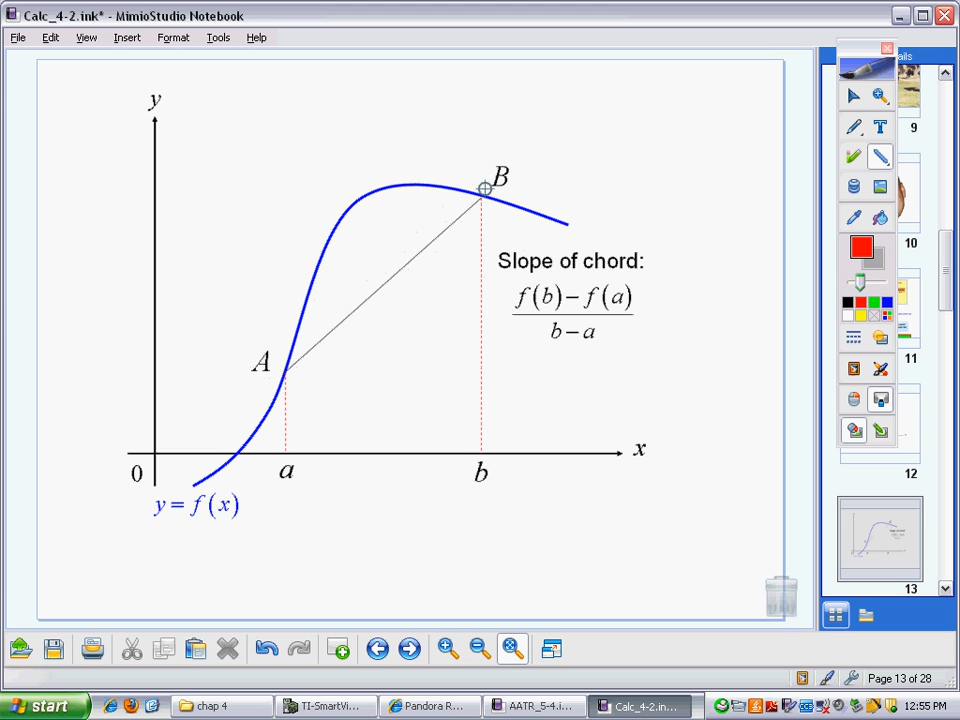 Calc_4-2.ink* - MimioStudio Notebook
File Edit View Insert Format Tools Help
ails
y
B
9
10
Slope of chord:
f(b) − f(a)
b − a
11
A
x
0
a
b
12
y = f(x)
13
Page 13 of 28
start
chap 4
TI-SmartVi...
Pandora R...
AATR_5-4.i...
Calc_4-2.in...
12:55 PM